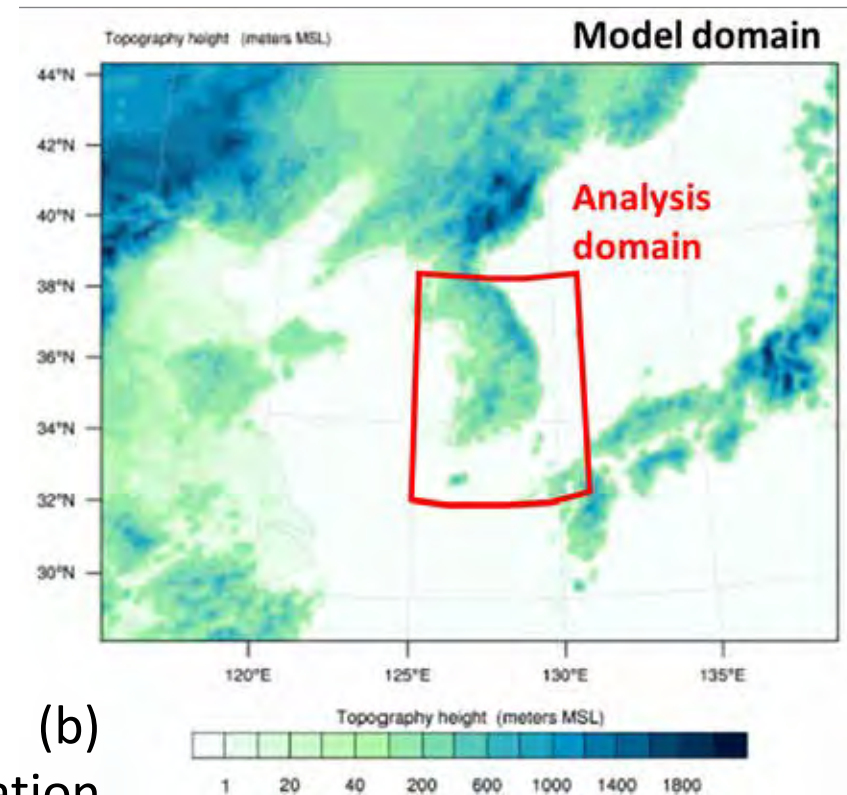 Topography height (meters MSL)
Model domain
44°N
42°N
40°N
38°N
36°N
34°N
32°N
30°N
Analysis
domain
120°E 125°E 130°E 135°E
(b)
Topography height (meters MSL)
1 20 40 200 600 1000 1400 1800